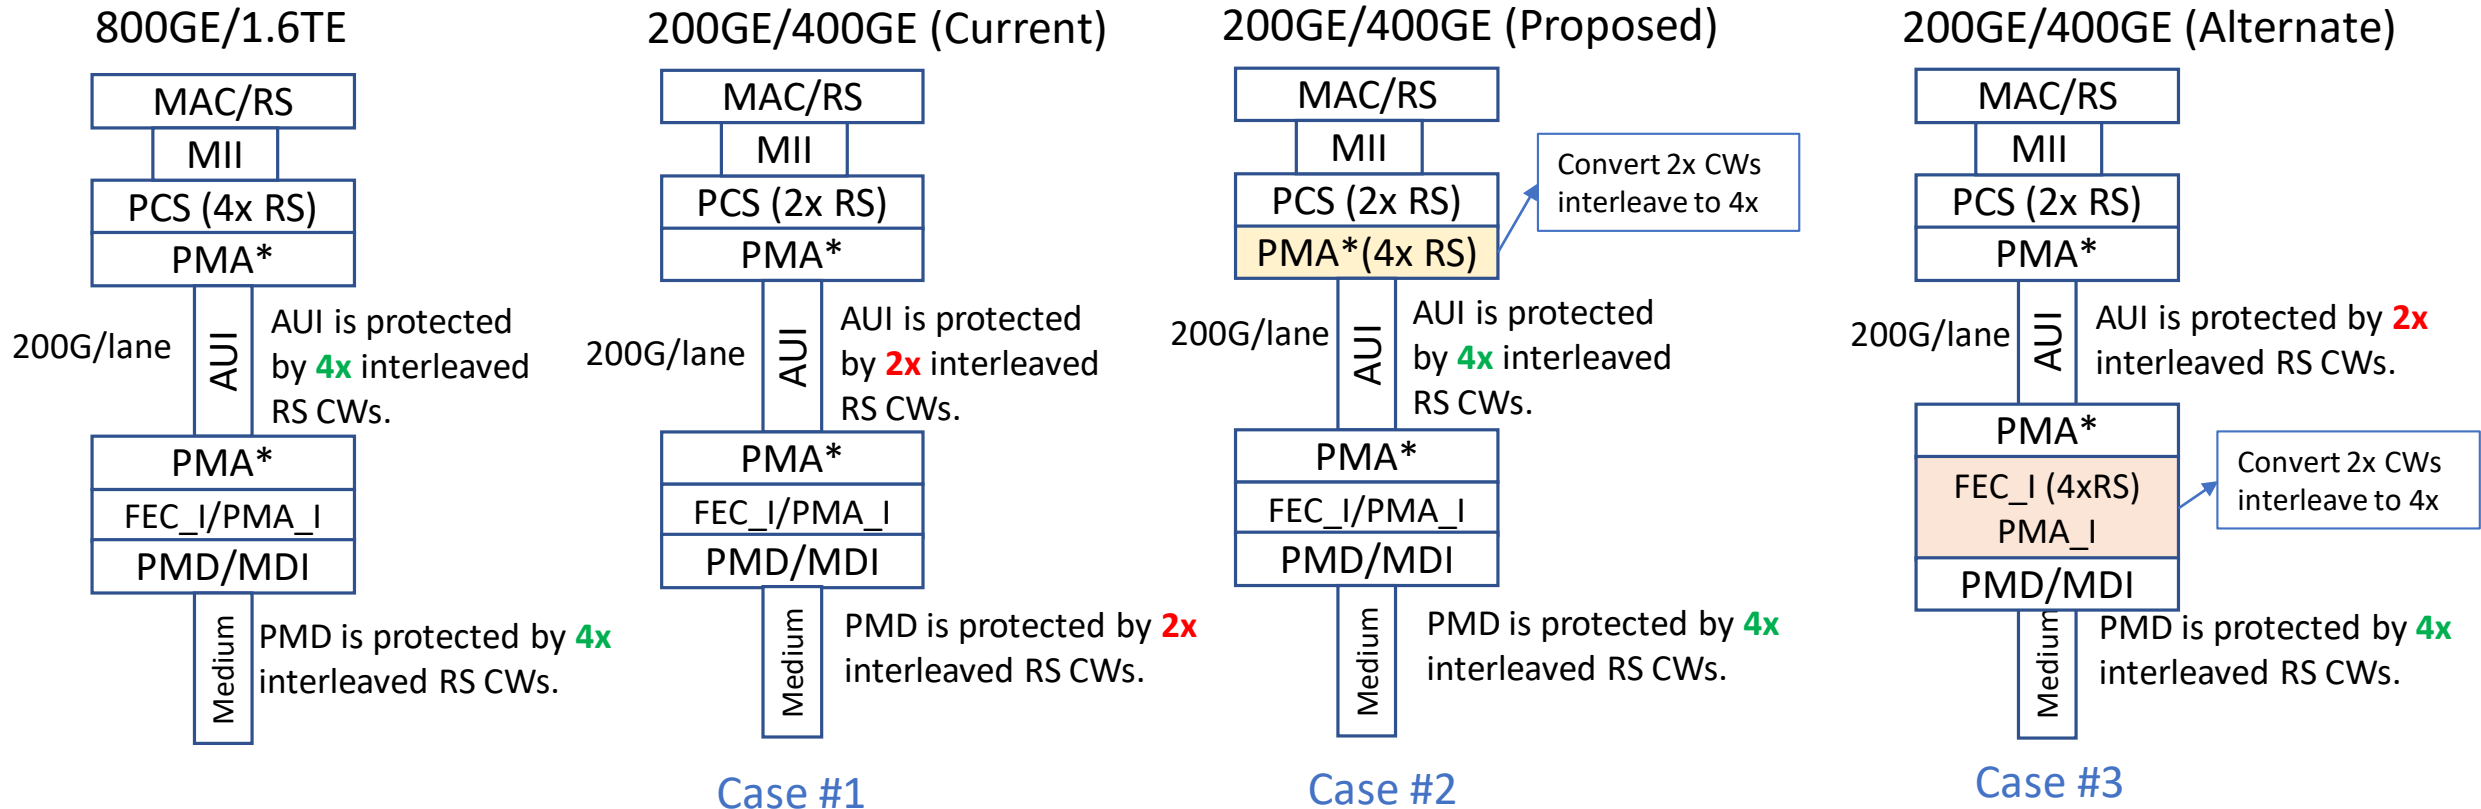 800GE/1.6TE
MAC/RS
MII
PCS (4x RS)
PMA*
200G/lane
AUI
AUI is protected
by 4x interleaved
RS CWs.
PMA*
FEC_I/PMA_I
PMD/MDI
Medium
PMD is protected by 4x
interleaved RS CWs.
200GE/400GE (Current)
MAC/RS
MII
PCS (2x RS)
PMA*
200G/lane
AUI
AUI is protected
by 2x interleaved
RS CWs.
PMA*
FEC_I/PMA_I
PMD/MDI
Medium
PMD is protected by 2x
interleaved RS CWs.
Case #1
200GE/400GE (Proposed)
MAC/RS
MII
PCS (2x RS)
PMA*(4x RS)
Convert 2x CWs
interleave to 4x
200G/lane
AUI
AUI is protected
by 4x interleaved
RS CWs.
PMA*
FEC_I/PMA_I
PMD/MDI
Medium
PMD is protected by 4x
interleaved RS CWs.
Case #2
200GE/400GE (Alternate)
MAC/RS
MII
PCS (2x RS)
PMA*
200G/lane
AUI
AUI is protected by 2x
interleaved RS CWs.
PMA*
FEC_I (4xRS)
PMA_I
Convert 2x CWs
interleave to 4x
PMD/MDI
Medium
PMD is protected by 4x
interleaved RS CWs.
Case #3